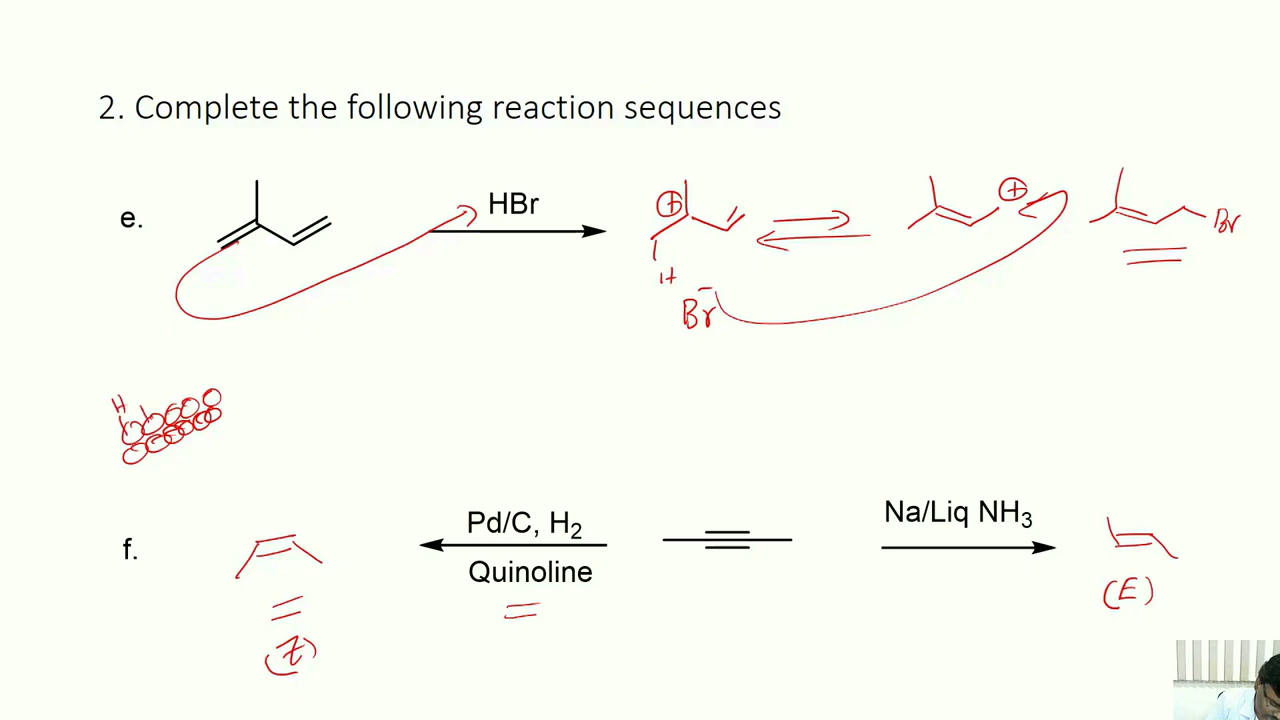 2. Complete the following reaction sequences
e.
HBr
+
+
Br
H
Br⁻
H
f.
Pd/C, H₂
Quinoline
Na/Liq NH₃
(Z)
(E)